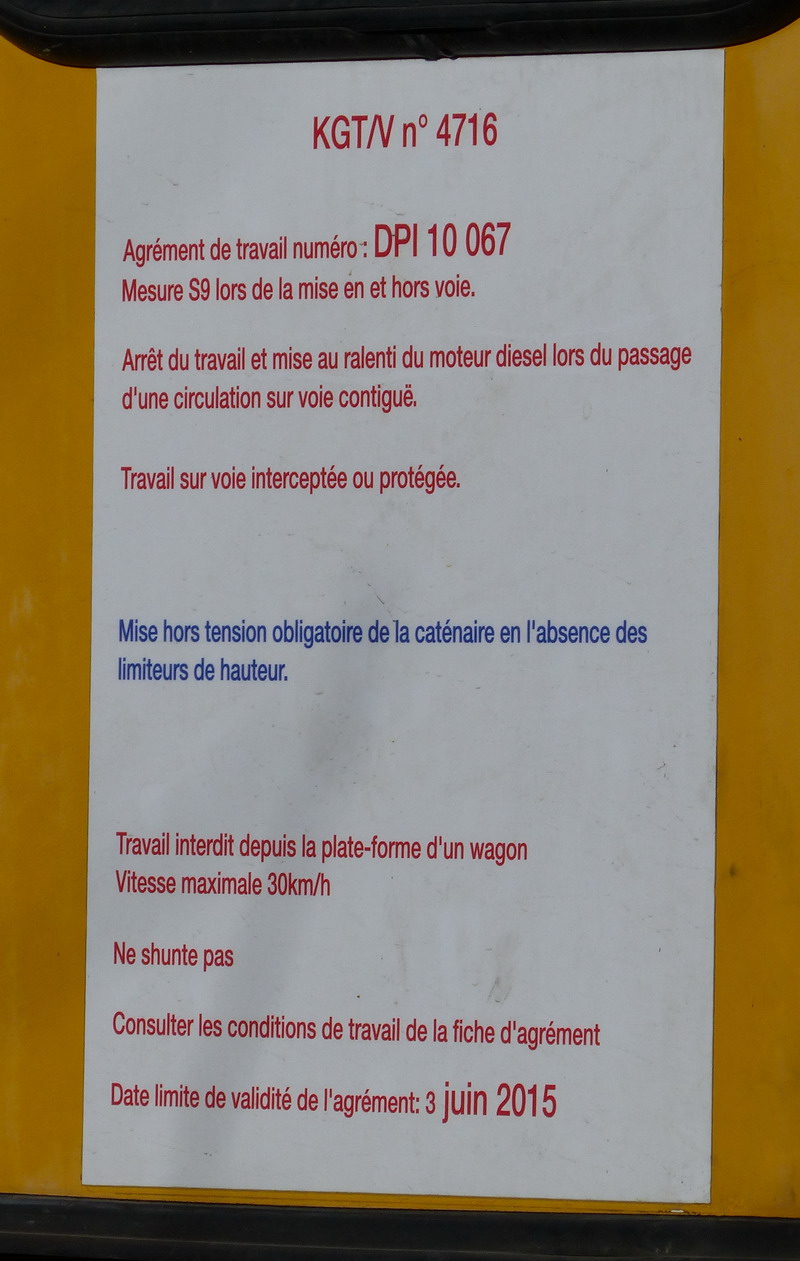 KGT/V n° 4716
Agrément de travail numéro : DPI 10 067
Mesure S9 lors de la mise en et hors voie.
Arrêt du travail et mise au ralenti du moteur diesel lors du passage
d'une circulation sur voie contiguë.
Travail sur voie interceptée ou protégée.
Mise hors tension obligatoire de la caténaire en l'absence des
limiteurs de hauteur.
Travail interdit depuis la plate-forme d'un wagon
Vitesse maximale 30km/h
Ne shunte pas
Consulter les conditions de travail de la fiche d'agrément
Date limite de validité de l'agrément: 3 juin 2015